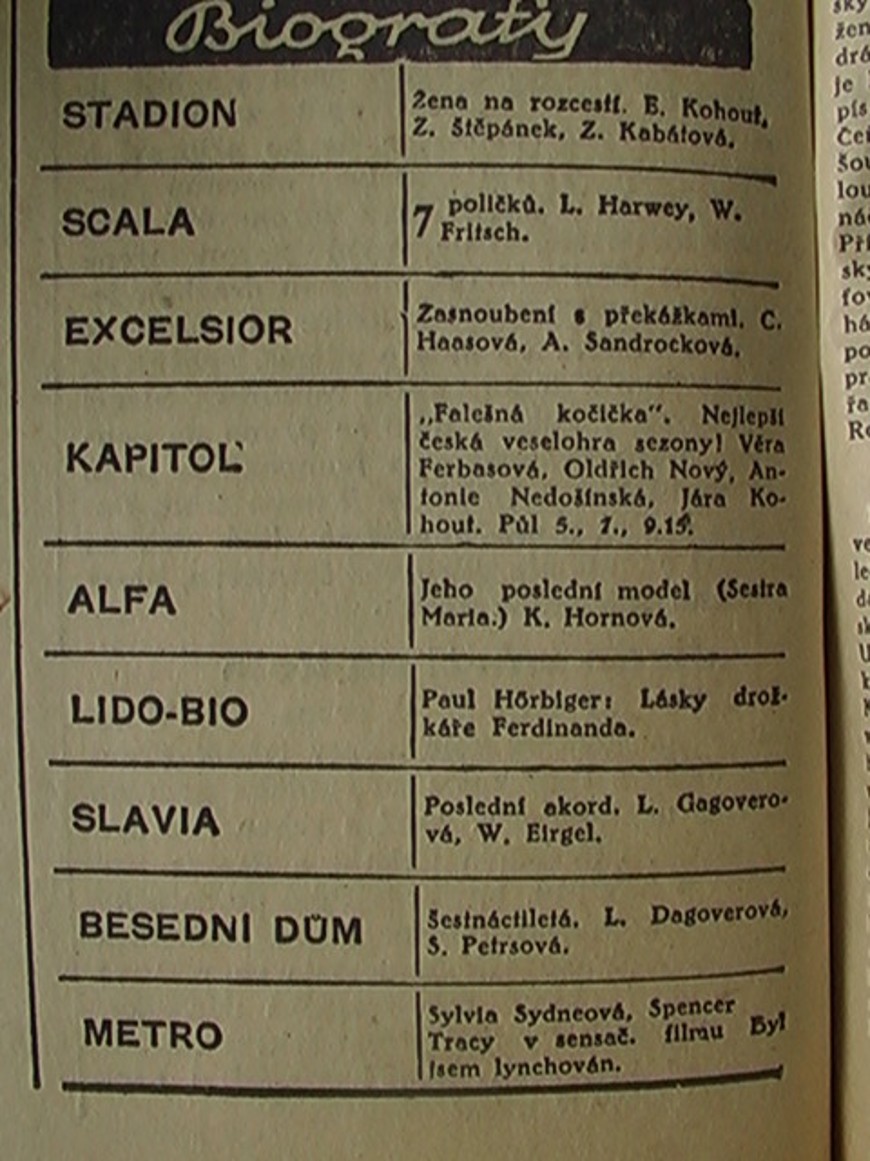 Biografy
STADION
Žena na rozcestí. B. Kohout,
Z. Štěpánek, Z. Kabátová.
SCALA
7 políčků. L. Harwey, W.
Fritsch.
EXCELSIOR
Zasnoubení s překážkami. C.
Haasová, A. Sandrocková.
KAPITOL
„Falešná kočička“. Nejlepší
česká veselohra sezony! Věra
Ferbasová, Oldřich Nový, An-
tonie Nedošinská, Jára Ko-
hout. Půl 5., 7., 9.15.
ALFA
Jeho poslední model (Sestra
Maria.) K. Hornová.
LIDO-BIO
Paul Hörbiger: Lásky drož-
káře Ferdinanda.
SLAVIA
Poslední akord. L. Gagovero-
vá, W. Birgel.
BESEDNÍ DŮM
Šestnáctiletá. L. Dagoverová,
S. Petrsová.
METRO
Sylvia Sydneová, Spencer
Tracy v sensač. filmu Byl
jsem lynchován.